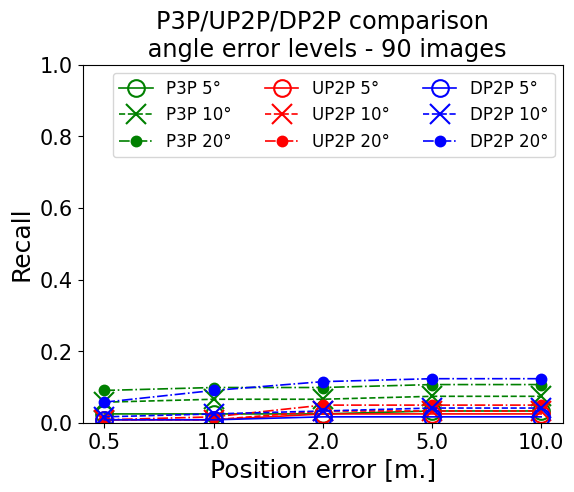 P3P/UP2P/DP2P comparison
angle error levels - 90 images
1.0
0.8
0.6
0.4
0.2
0.0
Recall
P3P 5° UP2P 5° DP2P 5°
P3P 10° UP2P 10° DP2P 10°
P3P 20° UP2P 20° DP2P 20°
0.5 1.0 2.0 5.0 10.0
Position error [m.]